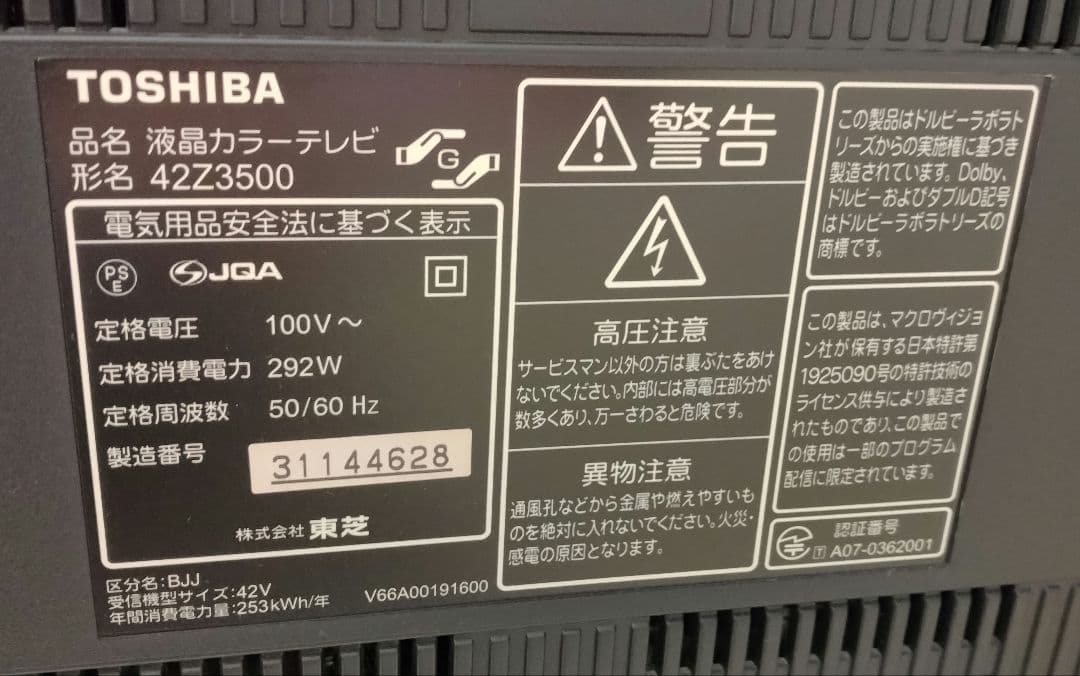 TOSHIBA
品名 液晶カラーテレビ
形名 42Z3500
G
電気用品安全法に基づく表示
PSE
JQA
定格電圧 100V～
定格消費電力 292W
定格周波数 50/60 Hz
製造番号 31144628
株式会社 東芝
区分名:BJJ
受信機型サイズ:42V
年間消費電力量:253kWh/年
V66A00191600
警告
高圧注意
サービスマン以外の方は裏ぶたをあけ
ないでください。内部には高電圧部分が
数多くあり、万一さわると危険です。
異物注意
通風孔などから金属や燃えやすいも
のを絶対に入れないでください。火災・
感電の原因となります。
この製品はドルビーラボラト
リーズからの実施権に基づき
製造されています。Dolby、
ドルビーおよびダブルD記号
はドルビーラボラトリーズの
商標です。
この製品は、マクロヴィジョ
ン社が保有する日本特許第
1925090号の特許技術の
ライセンス供与により製造さ
れたものであり、この製品で
の使用は一部のプログラム
配信に限定されています。
認証番号
T A07-0362001